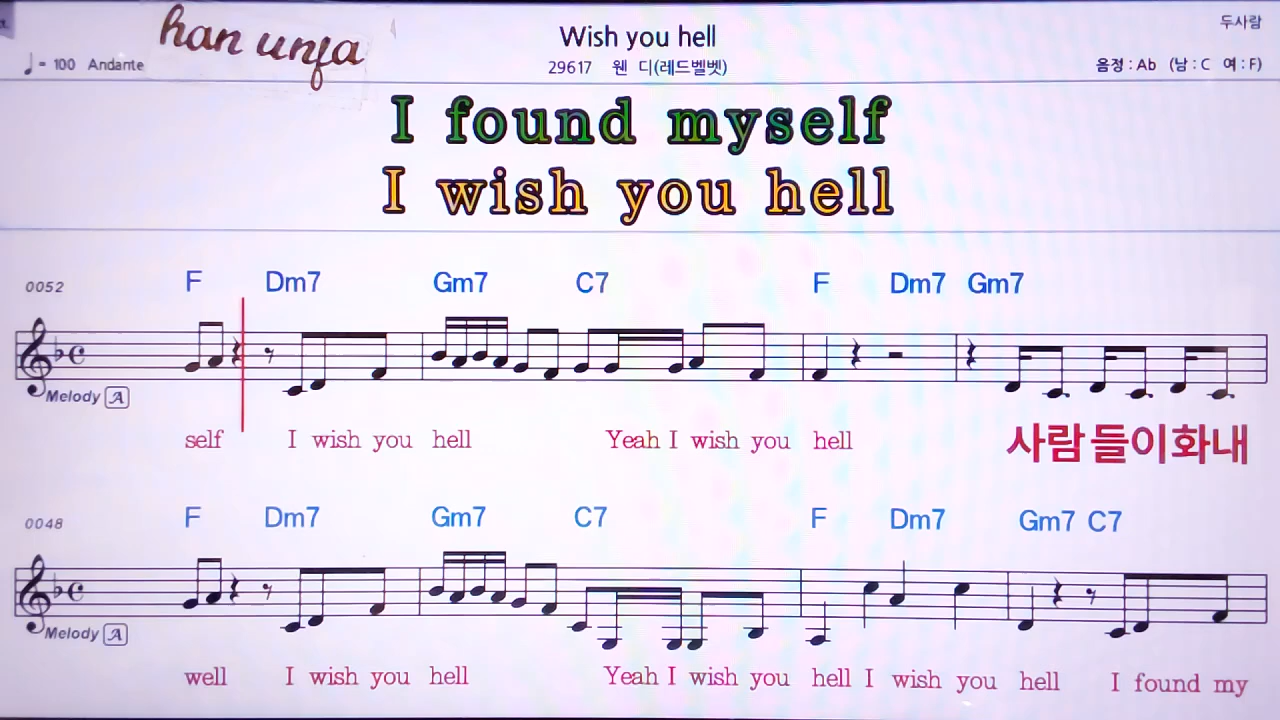 han unfa
Wish you hell
두사람
♩= 100 Andante
29617 웬 디(레드벨벳)
음정 : Ab (남 : C 여 : F)
I found myself
I wish you hell
0052 F Dm7 Gm7 C7 F Dm7 Gm7
Melody A
self I wish you hell Yeah I wish you hell 사람들이화내
0048 F Dm7 Gm7 C7 F Dm7 Gm7 C7
Melody A
well I wish you hell Yeah I wish you hell I wish you hell I found my